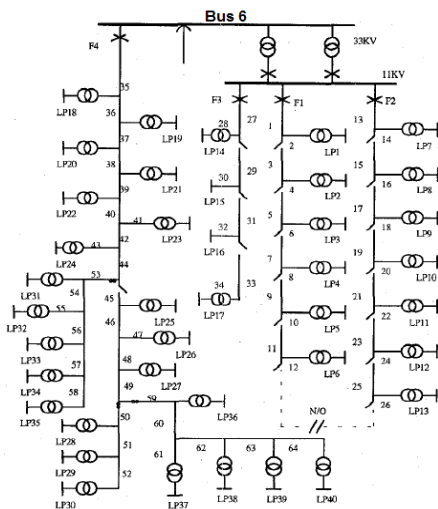 Bus 6
33KV
11KV
F4
F3
F1
F2
35
LP18
36
LP19
37
LP20
38
LP21
39
LP22
40
41
LP23
42
43
LP24
44
53
LP31
54
45
55
LP32
46
LP25
47
LP26
56
LP33
48
LP27
57
LP34
49
58
LP35
59
LP36
50
LP28
60
51
LP29
61
62
63
64
52
LP30
LP37
LP38
LP39
LP40
27
28
LP14
29
30
LP15
31
32
LP16
33
34
LP17
1
2
LP1
3
4
LP2
5
6
LP3
7
8
LP4
9
10
LP5
11
12
LP6
13
14
LP7
15
16
LP8
17
18
LP9
19
20
LP10
21
22
LP11
23
24
LP12
25
26
LP13
N/O